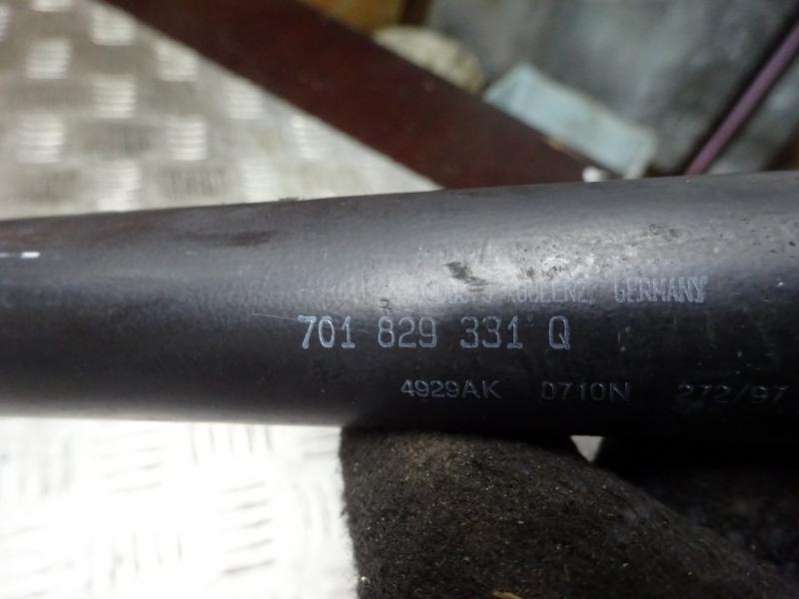 GERMANY
701 829 331 Q
4929AK 0710N 272/97